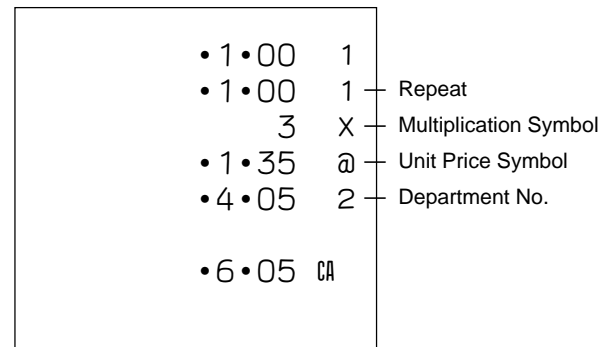 •1•00 1
•1•00 1 Repeat
3 X Multiplication Symbol
•1•35 @ Unit Price Symbol
•4•05 2 Department No.
•6•05 CA